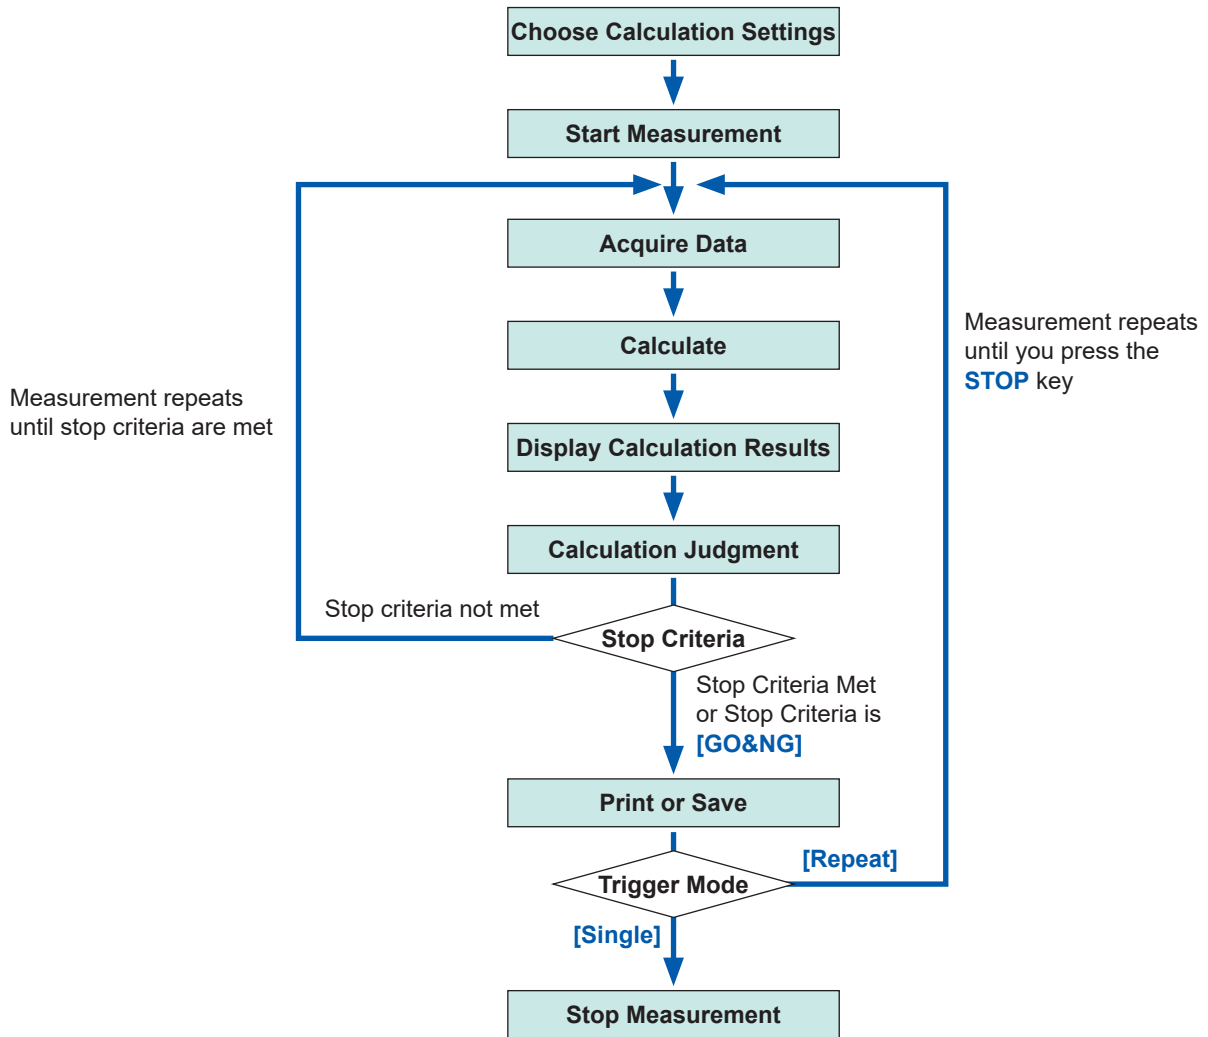 Choose Calculation Settings
Start Measurement
Acquire Data
Calculate
Measurement repeats
until you press the
STOP key
Measurement repeats
until stop criteria are met
Display Calculation Results
Calculation Judgment
Stop criteria not met
Stop Criteria
Stop Criteria Met
or Stop Criteria is
[GO&NG]
Print or Save
[Repeat]
Trigger Mode
[Single]
Stop Measurement